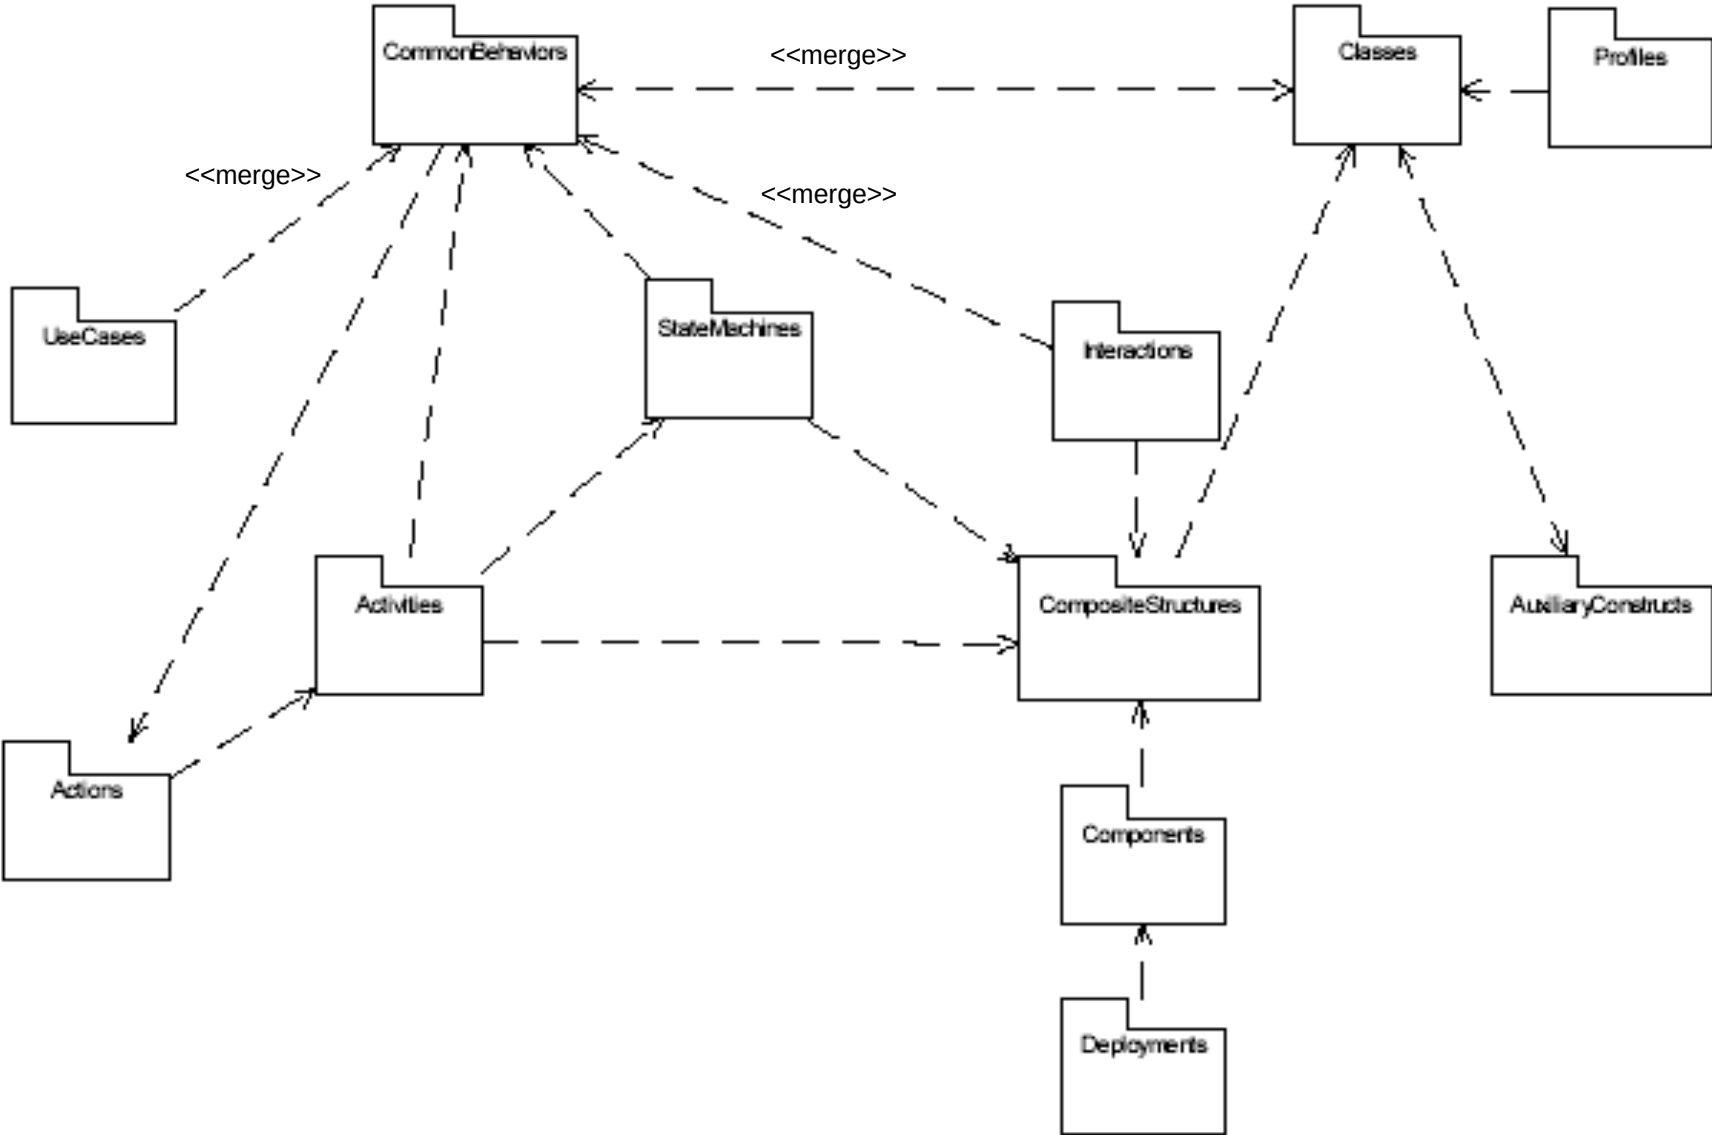 CommonBehaviors
<<merge>>
Classes
Profiles
<<merge>>
<<merge>>
UseCases
StateMachines
Interactions
Activities
CompositeStructures
AuxiliaryConstructs
Actions
Components
Deployments